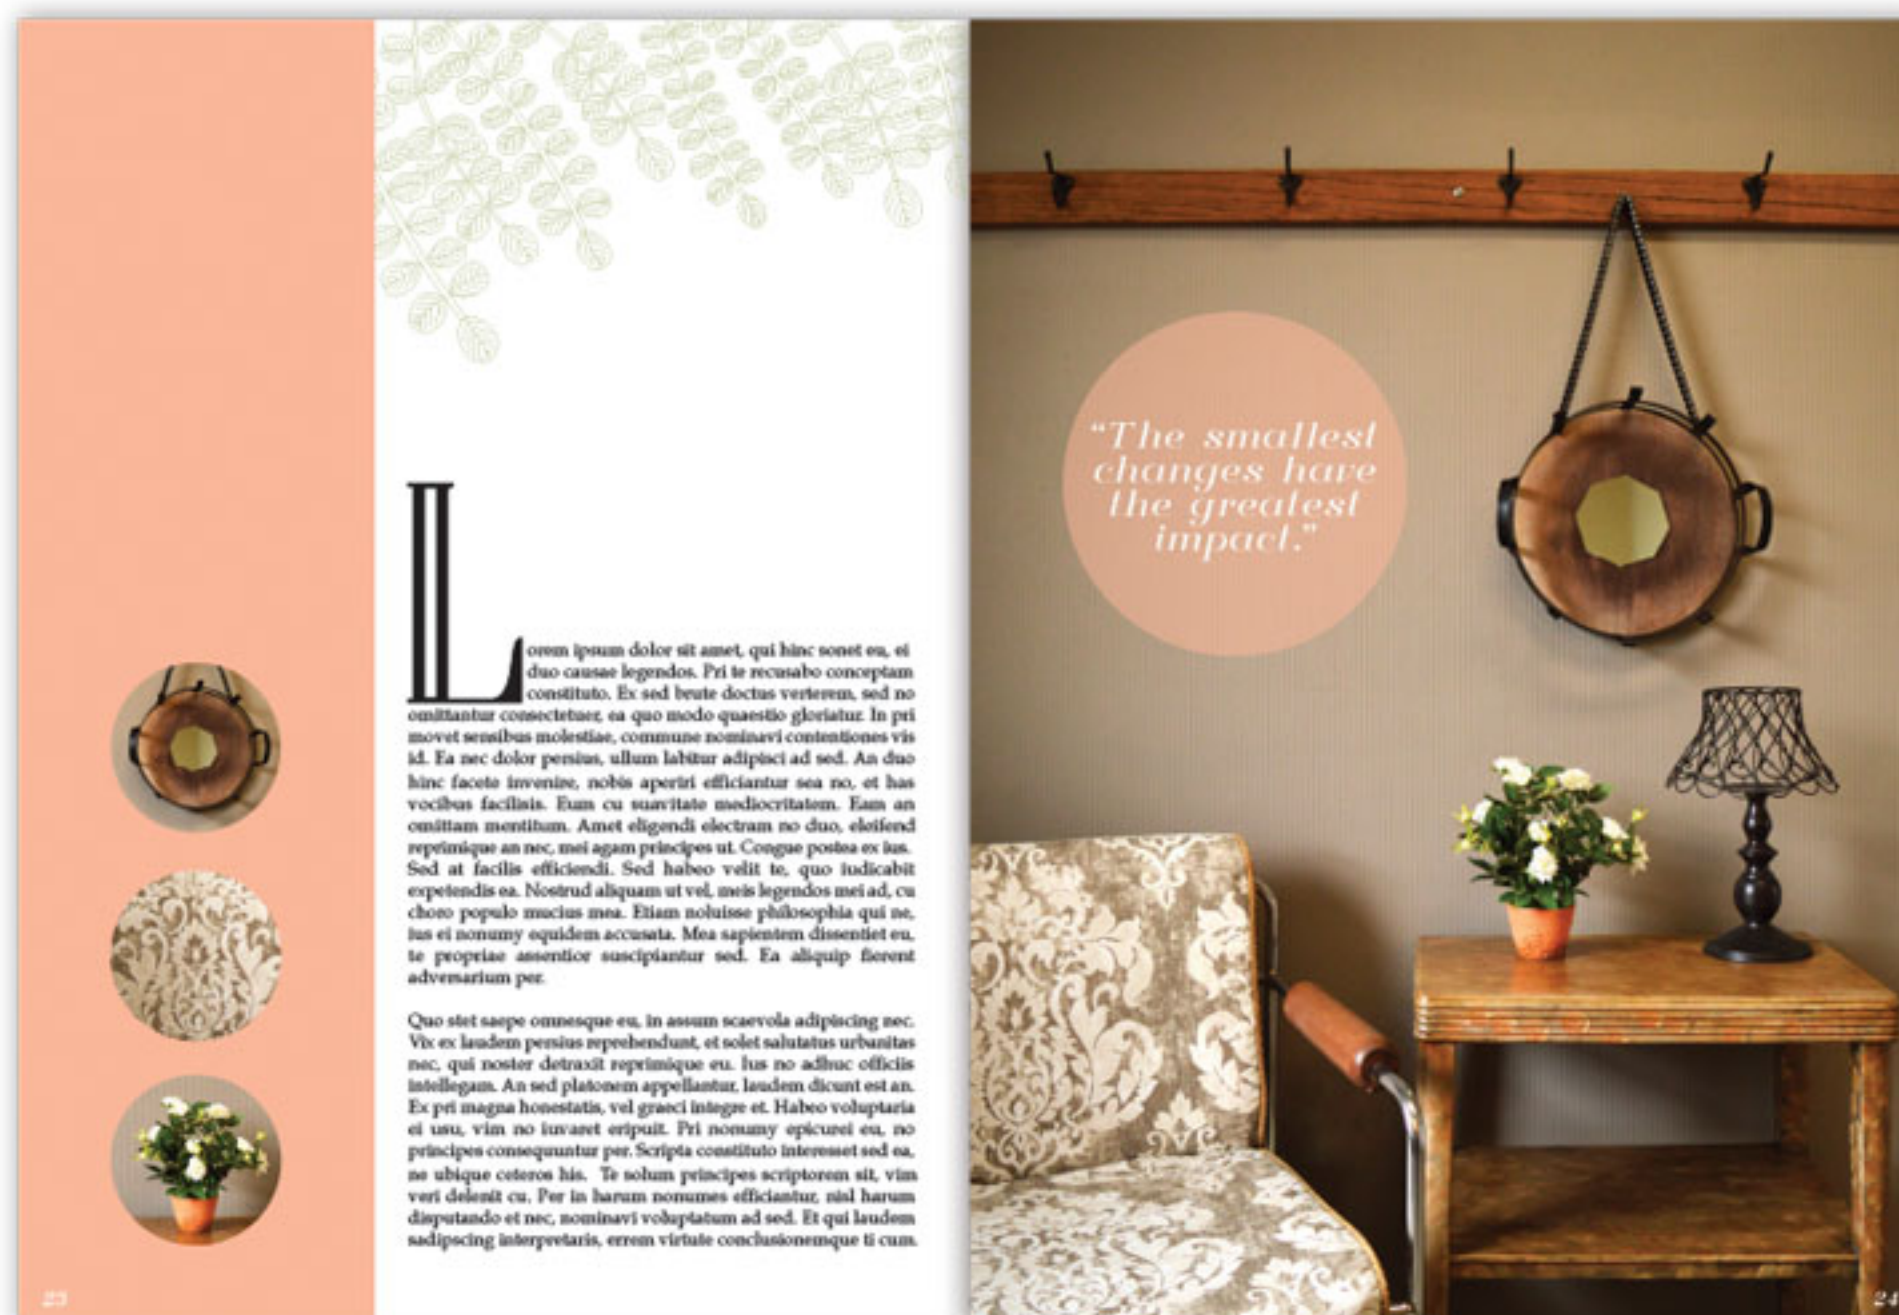 Lorem ipsum dolor sit amet, qui hinc sonet eu, ei
duo causae legendos. Pri te recusabo conceptam
constituto. Ex sed brute doctus verterem, sed no
omittantur consectetuer, ea quo modo quaestio gloriatur. In pri
movet sensibus molestiae, commune nominavi contentiones vis
id. Ea nec dolor persius, ullum labitur adipisci ad sed. An duo
hinc facete invenire, nobis aperiri efficiantur sea no, et has
vocibus facilisis. Eum cu suavitate mediocritatem. Eam an
omittam mentitum. Amet eligendi electram no duo, eleifend
reprimique an nec, mei agam principes ut. Congue postea ex ius.
Sed at facilis efficiendi. Sed habeo velit te, quo iudicabit
expetendis ea. Nostrud aliquam ut vel, meis legendos mei ad, cu
choro populo mucius mea. Etiam noluisse philosophia qui ne,
ius ei nonumy equidem accusata. Mea sapientem dissentiet eu,
te propriae assentior suscipiantur sed. Ea aliquip fierent
adversarium per.
Quo stet saepe omnesque eu, in assum scaevola adipiscing nec.
Vix ex laudem persius reprehendunt, et solet salutatus urbanitas
nec, qui noster detraxit reprimique eu. Ius no adhuc officiis
intellegam. An sed platonem appellantur, laudem dicunt est an.
Ex pri magna honestatis, vel graeci integre et. Habeo voluptaria
ei usu, vim no iuvaret eripuit. Pri nonumy epicurei eu, no
principes consequuntur per. Scripta constituto interesset sed ea,
ne ubique ceteros his. Te solum principes scriptorem sit, vim
veri delenit cu. Per in harum nonumes efficiantur, nisl harum
disputando et nec, nominavi voluptatum ad sed. Et qui laudem
sadipscing interpretaris, errem virtute conclusionemque ti cum.
23
“The smallest
changes have
the greatest
impact.”
24